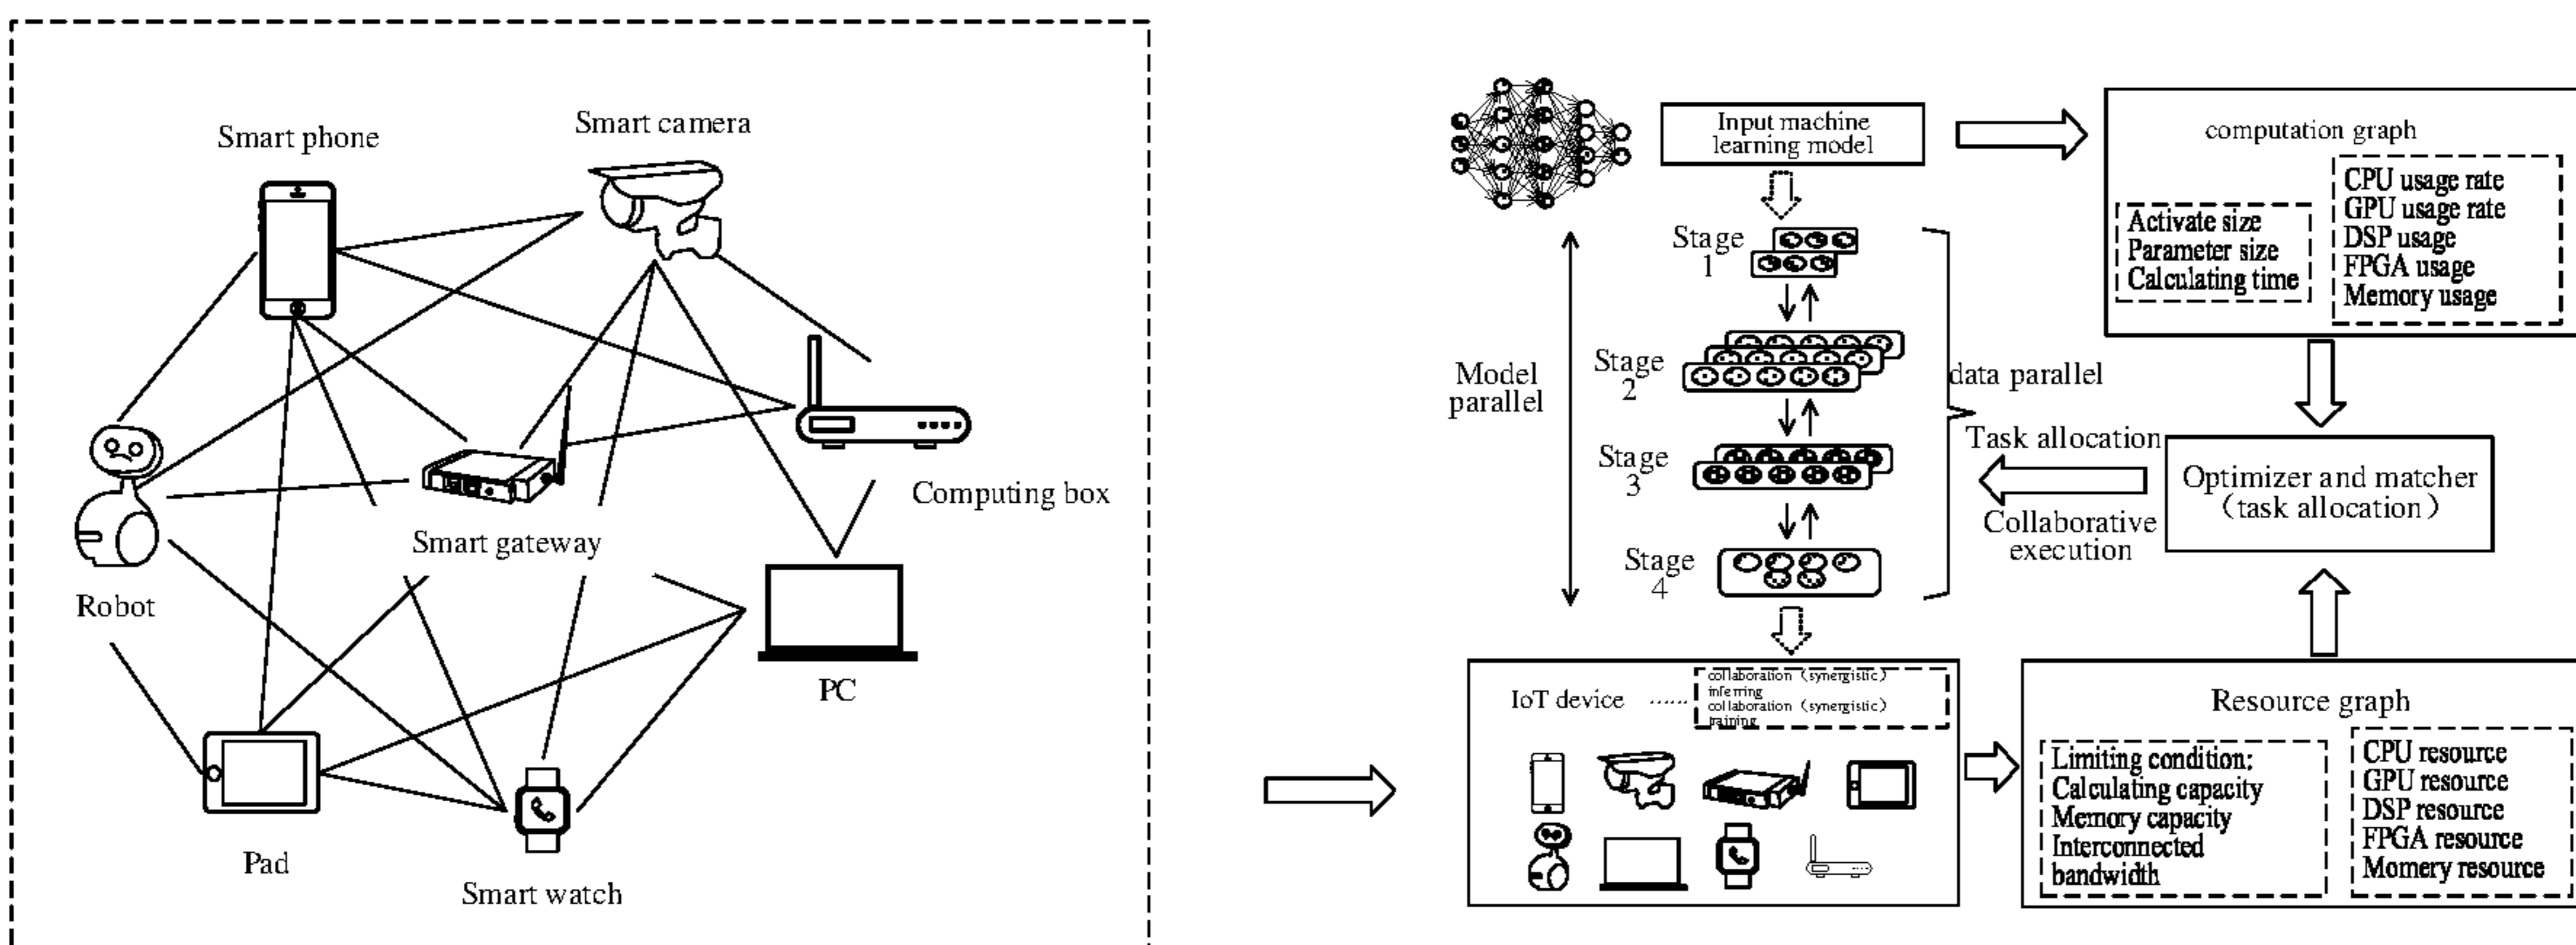 Smart phone
Smart camera
Computing box
Smart gateway
Robot
PC
Pad
Smart watch
Input machine
learning model
Stage
1
Stage
2
Stage
3
Stage
4
Model
parallel
data parallel
Task allocation
Collaborative
execution
computation graph
Activate size
Parameter size
Calculating time
CPU usage rate
GPU usage rate
DSP usage
FPGA usage
Memory usage
Optimizer and matcher
(task allocation)
IoT device ......
collaboration (synergistic)
inferring
collaboration (synergistic)
training
Resource graph
Limiting condition:
Calculating capacity
Memory capacity
Interconnected
bandwidth
CPU resource
GPU resource
DSP resource
FPGA resource
Momery resource